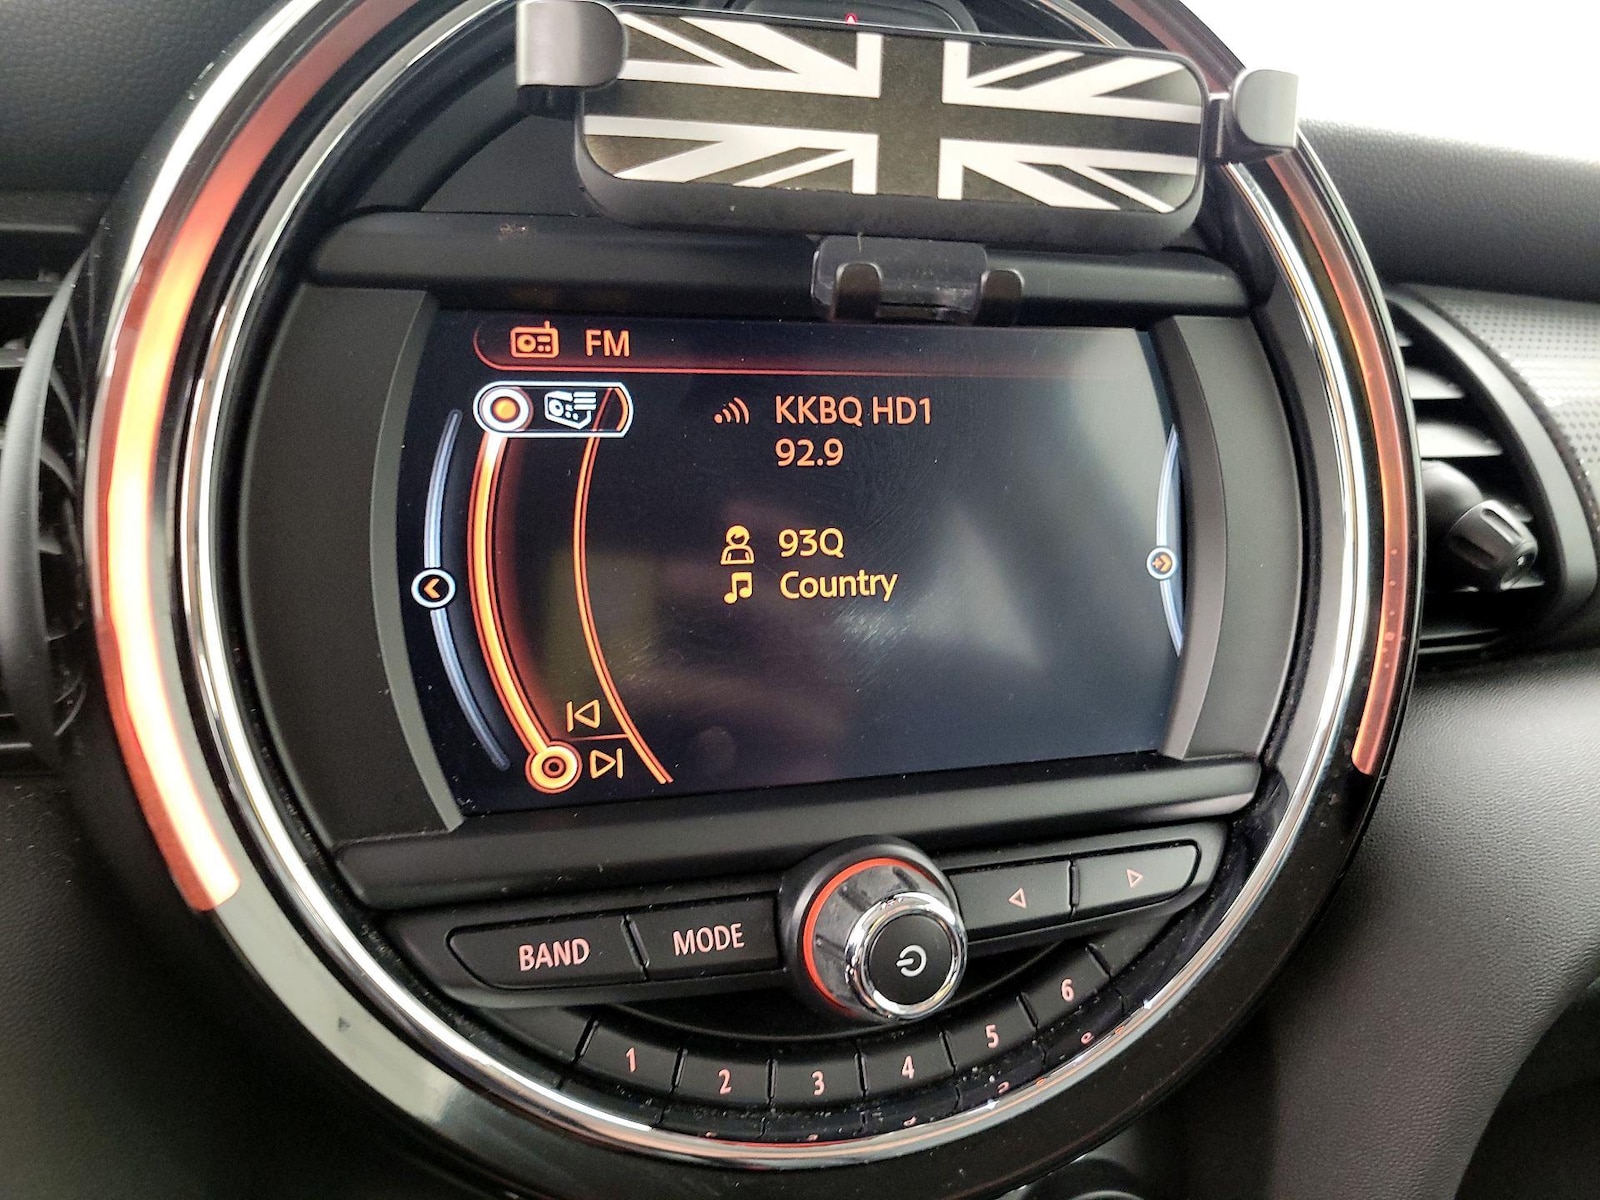 FM
KKBQ HD1
92.9
93Q
Country
BAND
MODE
1
2
3
4
5
6